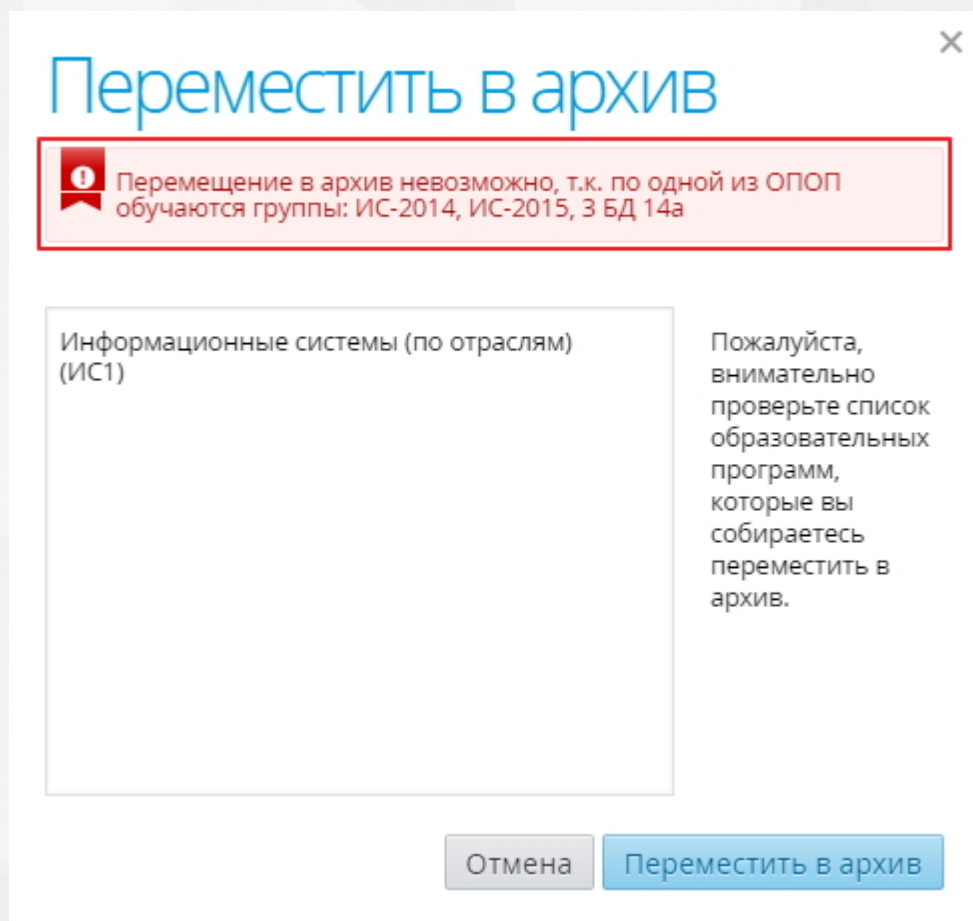 Переместить в архив
Перемещение в архив невозможно, т.к. по одной из ОПОП
обучаются группы: ИС-2014, ИС-2015, 3 БД 14а
Информационные системы (по отраслям)
(ИС1)
Пожалуйста,
внимательно
проверьте список
образовательных
программ,
которые вы
собираетесь
переместить в
архив.
Отмена
Переместить в архив